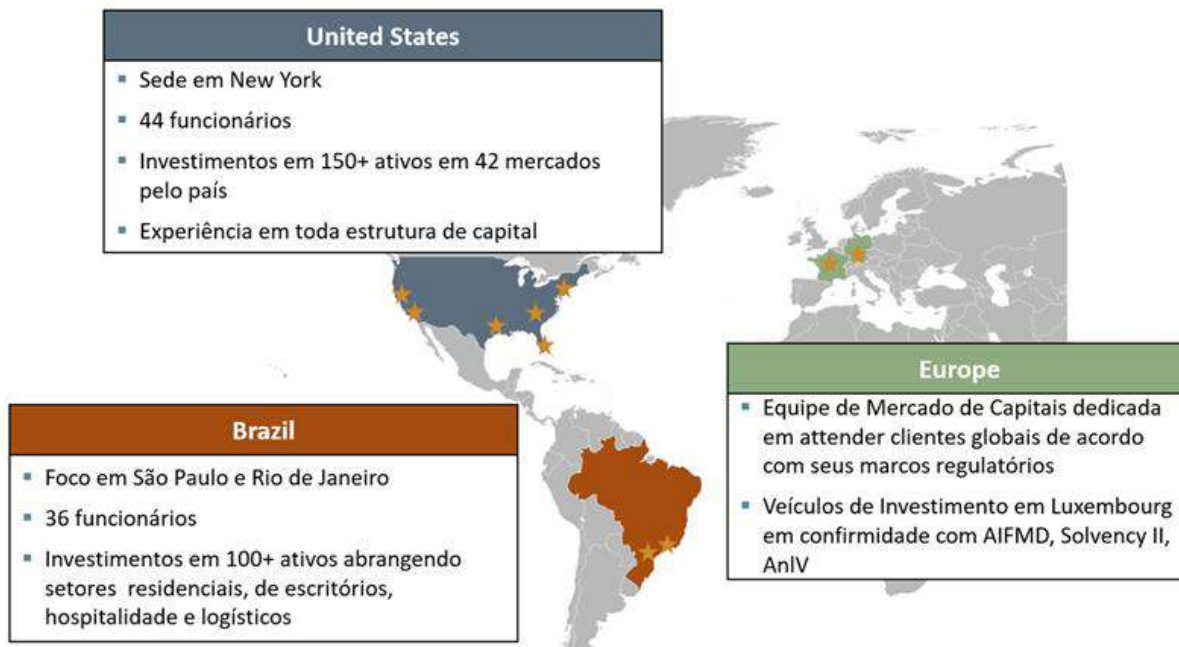 United States
▪ Sede em New York
▪ 44 funcionários
▪ Investimentos em 150+ ativos em 42 mercados
pelo país
▪ Experiência em toda estrutura de capital
Europe
▪ Equipe de Mercado de Capitais dedicada
em attender clientes globais de acordo
com seus marcos regulatórios
▪ Veículos de Investimento em Luxembourg
em confirmidade com AIFMD, Solvency II,
AnlV
Brazil
▪ Foco em São Paulo e Rio de Janeiro
▪ 36 funcionários
▪ Investimentos em 100+ ativos abrangendo
setores residenciais, de escritórios,
hospitalidade e logísticos